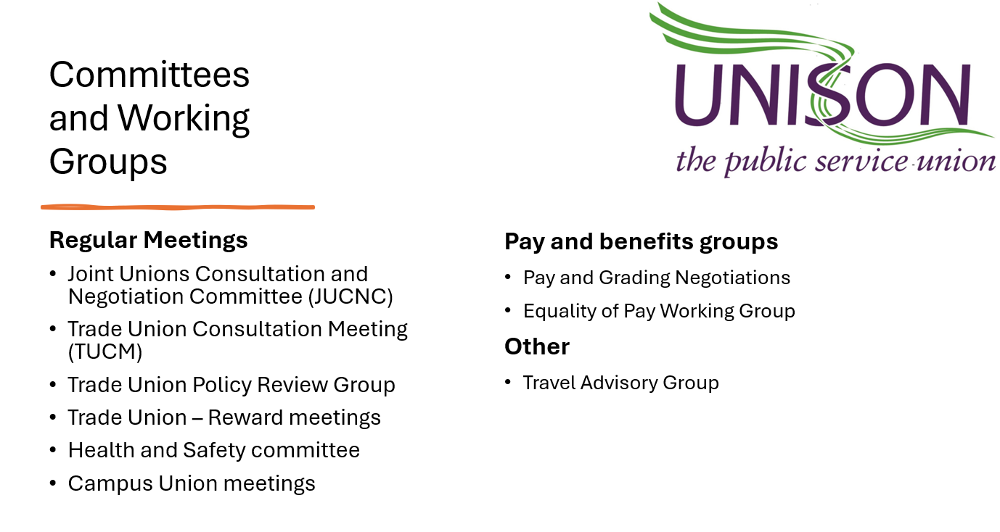 UNISON
the public service union
Committees
and Working
Groups
Regular Meetings
• Joint Unions Consultation and
Negotiation Committee (JUCNC)
• Trade Union Consultation Meeting
(TUCM)
• Trade Union Policy Review Group
• Trade Union – Reward meetings
• Health and Safety committee
• Campus Union meetings
Pay and benefits groups
• Pay and Grading Negotiations
• Equality of Pay Working Group
Other
• Travel Advisory Group